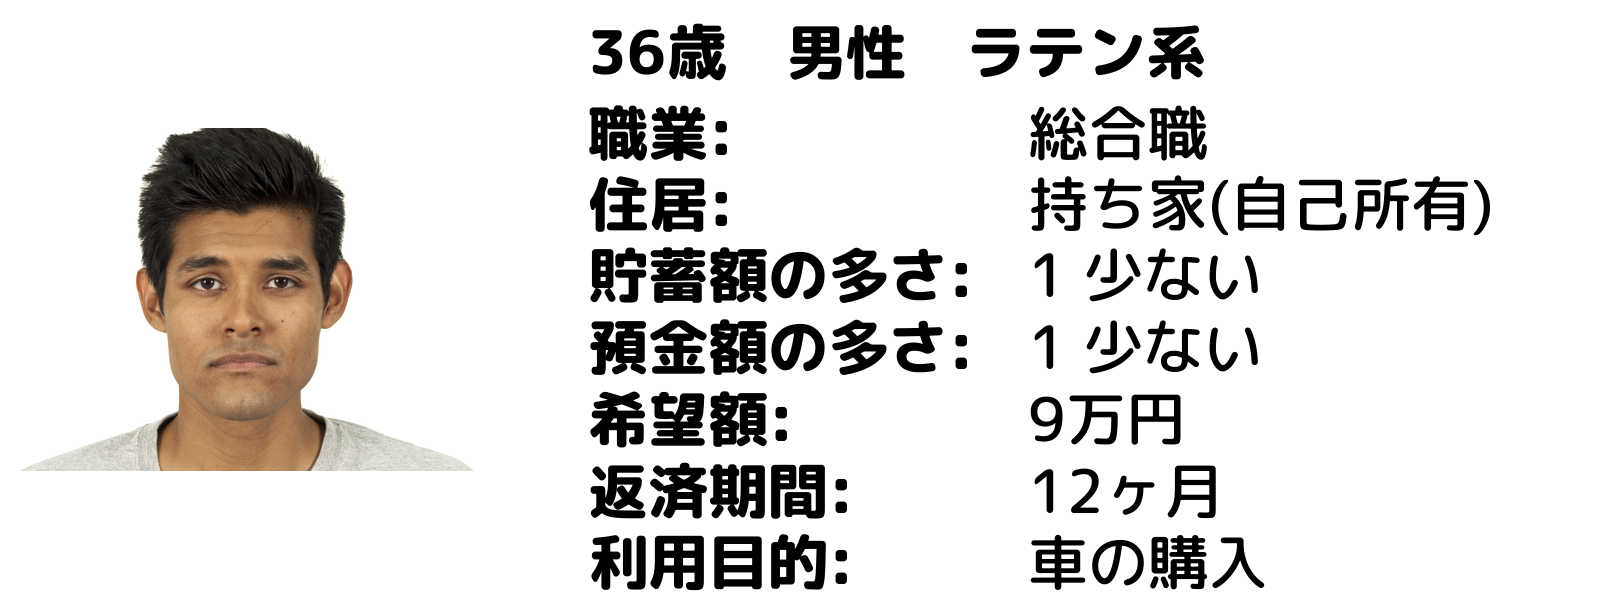 36歳　男性　ラテン系
職業: 総合職
住居: 持ち家(自己所有)
貯蓄額の多さ: 1 少ない
預金額の多さ: 1 少ない
希望額: 9万円
返済期間: 12ヶ月
利用目的: 車の購入